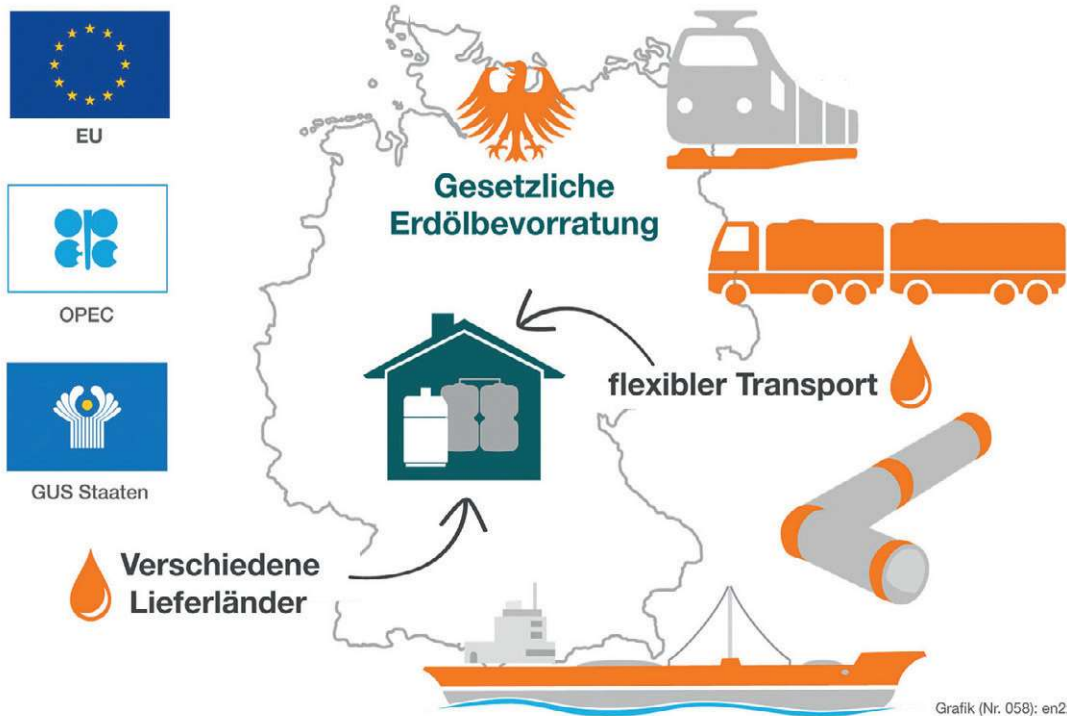 EU
OPEC
GUS Staaten
Gesetzliche
Erdölbevorratung
flexibler Transport
Verschiedene
Lieferländer
Grafik (Nr. 058): en2